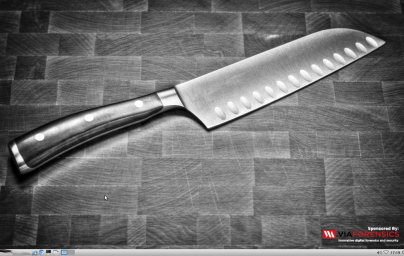 Sponsored By:
VIAFORENSICS
innovative digital forensics and security